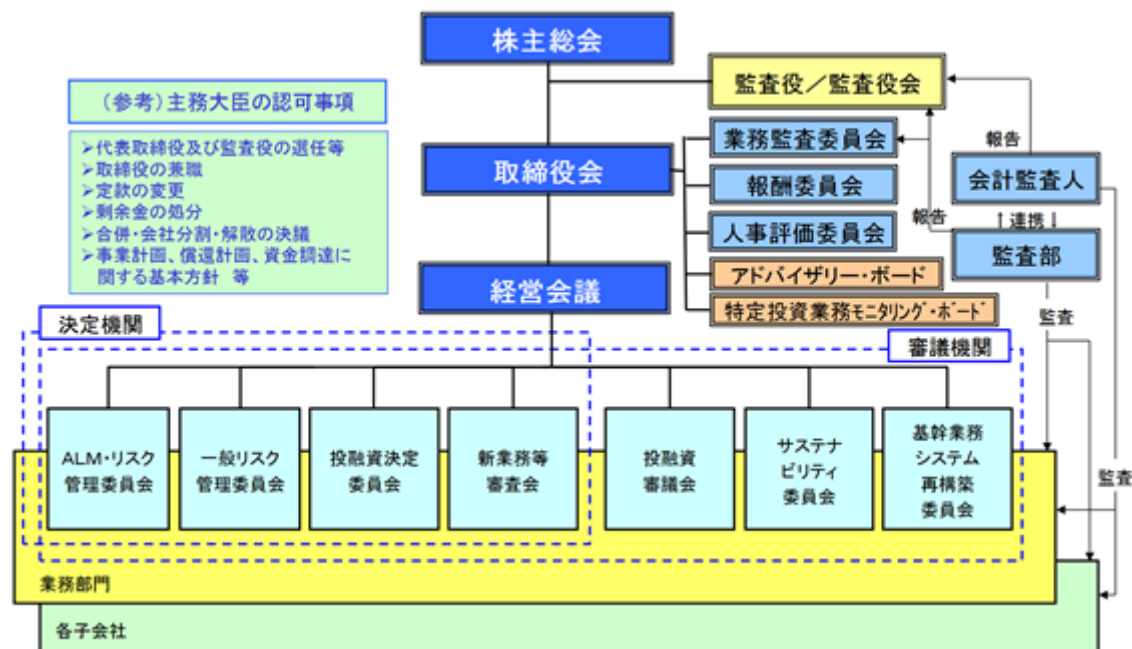 株主総会
監査役／監査役会
(参考)主務大臣の認可事項
➢代表取締役及び監査役の選任等
➢取締役の兼職
➢定款の変更
➢剰余金の処分
➢合併・会社分割・解散の決議
➢事業計画、償還計画、資金調達に
関する基本方針 等
取締役会
業務監査委員会
報酬委員会
人事評価委員会
アドバイザリー・ボード
特定投資業務ﾓﾆﾀﾘﾝｸﾞ・ﾎﾞｰﾄﾞ
報告
会計監査人
報告
↑連携↓
監査部
経営会議
監査
決定機関
審議機関
ALM・リスク
管理委員会
一般リスク
管理委員会
投融資決定
委員会
新業務等
審査会
投融資
審議会
サステナ
ビリティ
委員会
基幹業務
システム
再構築
委員会
監査
業務部門
各子会社